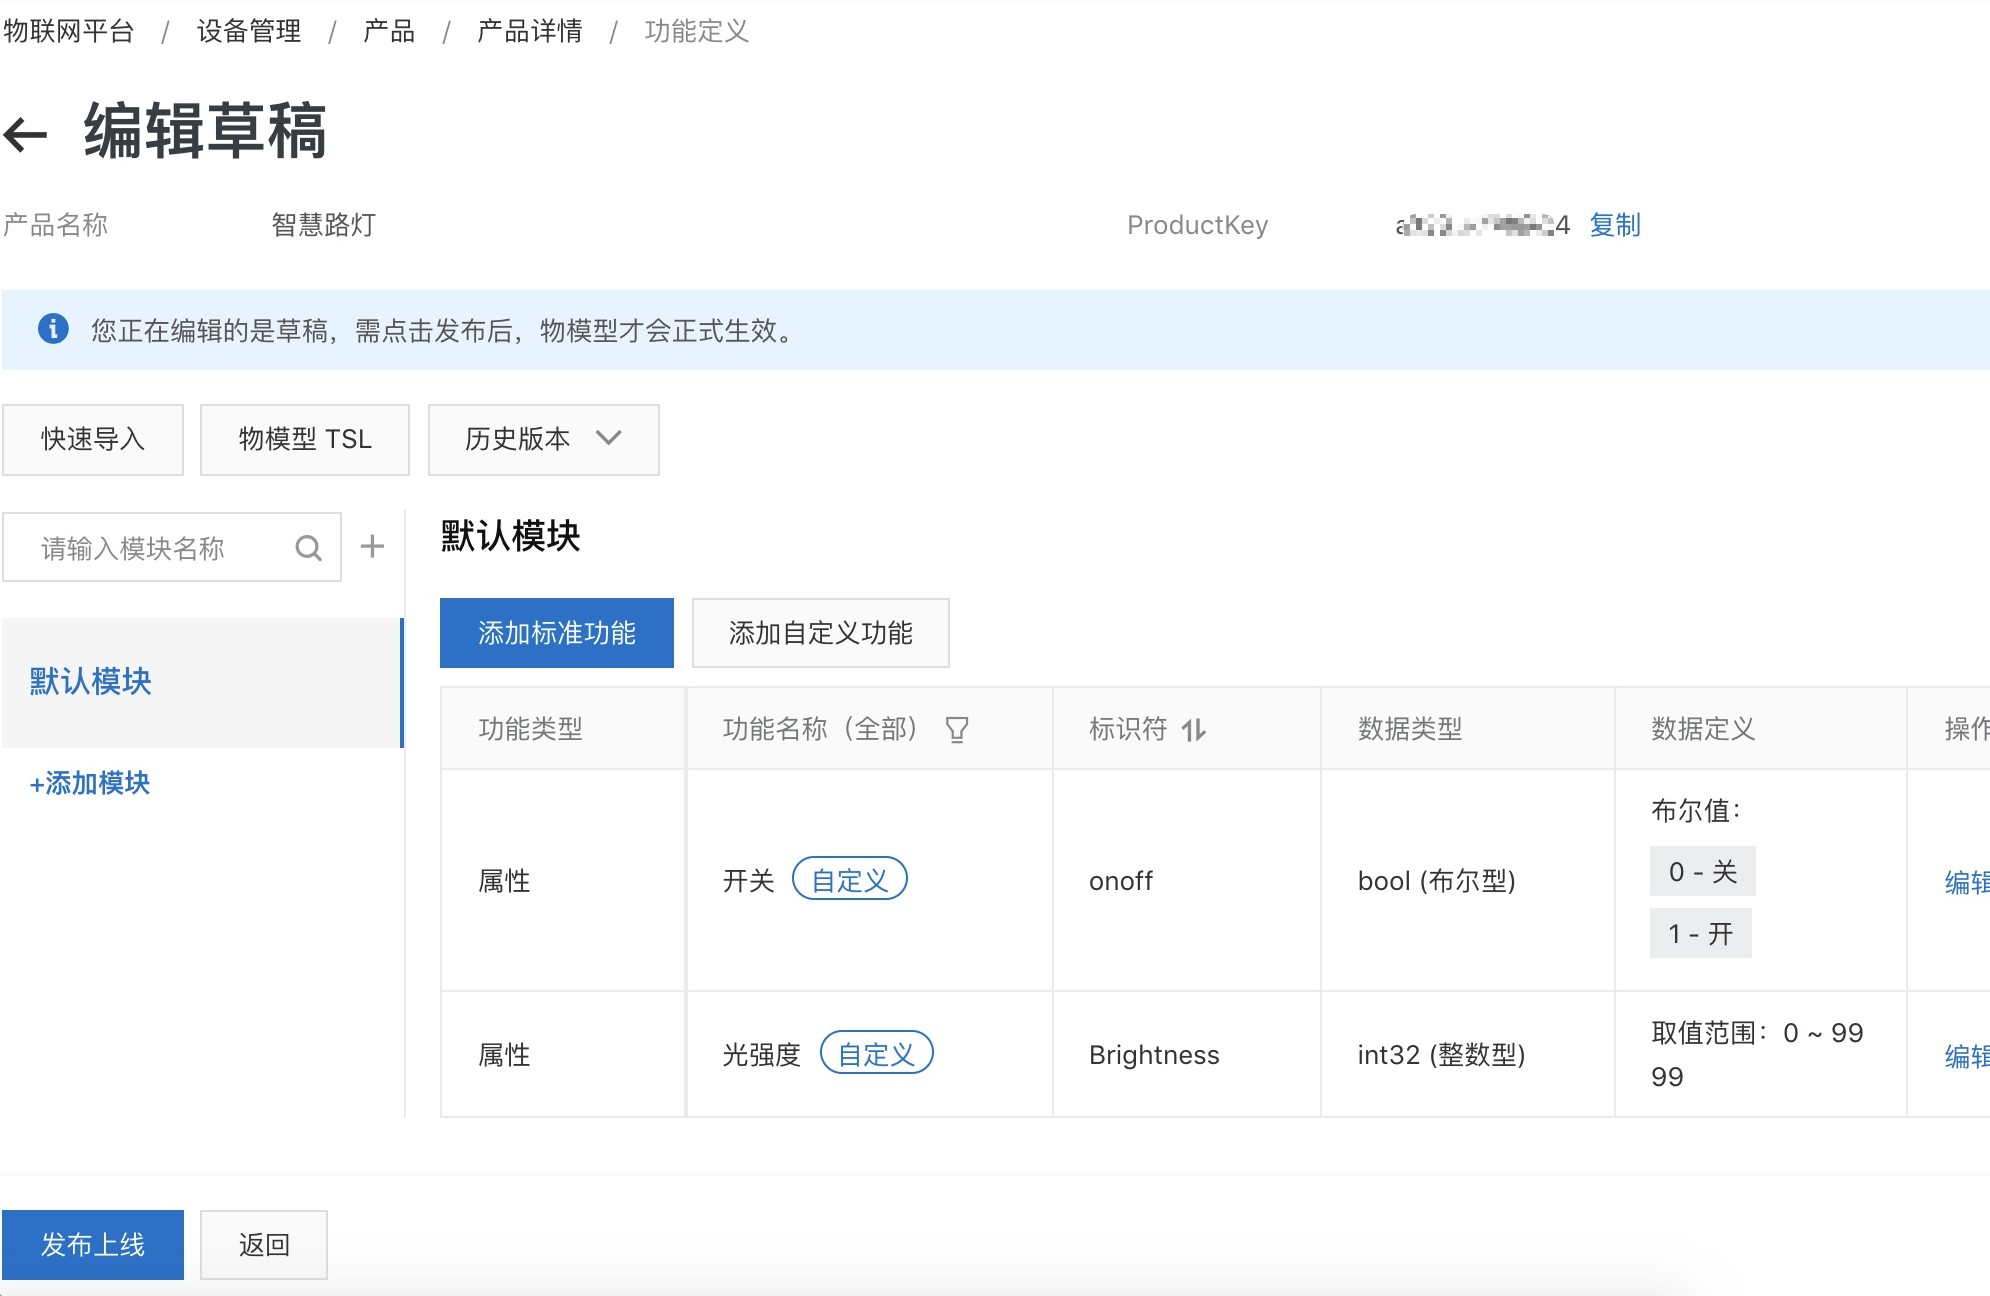 物联网平台 / 设备管理 / 产品 / 产品详情 / 功能定义
编辑草稿
产品名称 智慧路灯 ProductKey 4 复制
您正在编辑的是草稿，需点击发布后，物模型才会正式生效。
快速导入 物模型 TSL 历史版本
请输入模块名称
默认模块
+添加模块
默认模块
添加标准功能 添加自定义功能
功能类型 功能名称（全部） 标识符 数据类型 数据定义 操作
属性 开关 自定义 onoff bool (布尔型) 布尔值：
0 - 关
1 - 开
编辑
属性 光强度 自定义 Brightness int32 (整数型) 取值范围：0 ~ 99
99
编辑
发布上线 返回